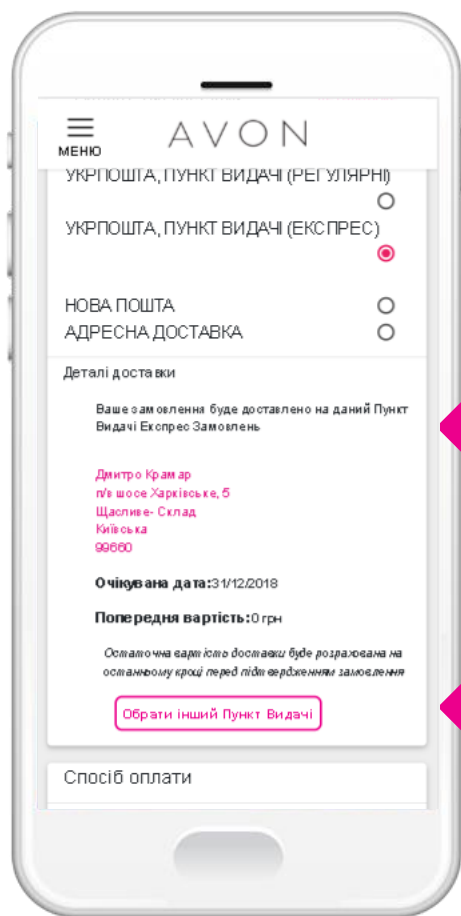 МЕНЮ
AVON
УКРПОШТА, ПУНКТ ВИДАЧІ (РЕГУЛЯРНІ)
УКРПОШТА, ПУНКТ ВИДАЧІ (ЕКСПРЕС)
НОВА ПОШТА
АДРЕСНА ДОСТАВКА
Деталі доставки
Ваше замовлення буде доставлено на даний Пункт
Видачі Експрес Замовлень
Дмитро Крамар
п/в шосе Харківське, 5
Щасливе- Склад
Київська
99660
Очікувана дата:31/12/2018
Попередня вартість:0 грн
Остаточна вартість доставки буде розрахована на
останньому кроці перед підтвердженням замовлення
Обрати інший Пункт Видачі
Спосіб оплати